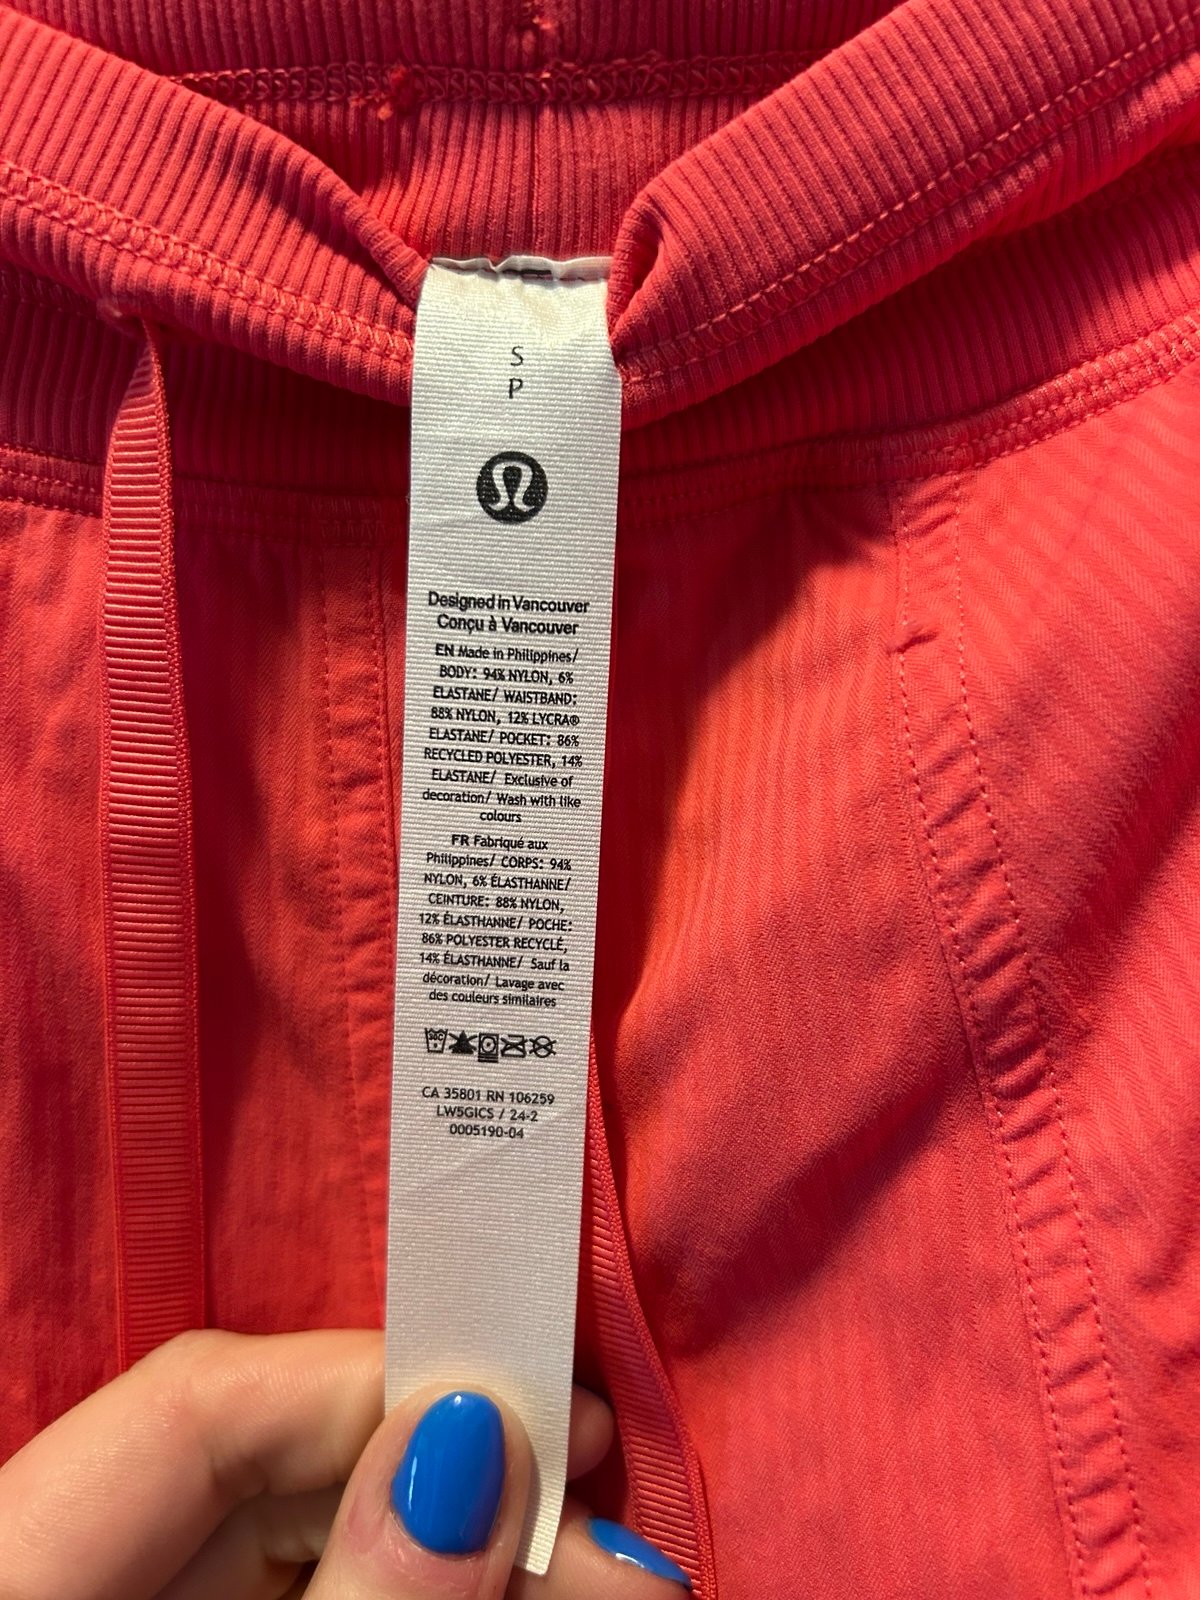 S
P
Designed in Vancouver
Conçu à Vancouver
EN Made in Philippines/
BODY: 94% NYLON, 6%
ELASTANE/ WAISTBAND:
88% NYLON, 12% LYCRA®
ELASTANE/ POCKET: 86%
RECYCLED POLYESTER, 14%
ELASTANE/ Exclusive of
decoration/ Wash with like
colours
FR Fabriqué aux
Philippines/ CORPS: 94%
NYLON, 6% ÉLASTHANNE/
CEINTURE: 88% NYLON,
12% ÉLASTHANNE/ POCHE:
86% POLYESTER RECYCLÉ,
14% ÉLASTHANNE/ Sauf la
décoration/ Lavage avec
des couleurs similaires
30C
CA 35801 RN 106259
LW5GICS / 24-2
0005190-04